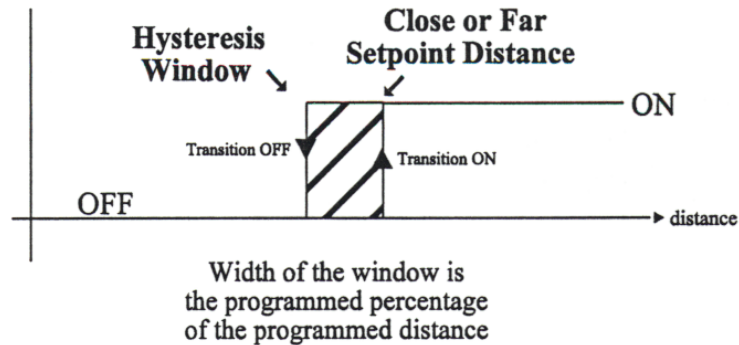 Hysteresis
Window
Close or Far
Setpoint Distance
ON
Transition OFF
Transition ON
OFF
distance
Width of the window is
the programmed percentage
of the programmed distance